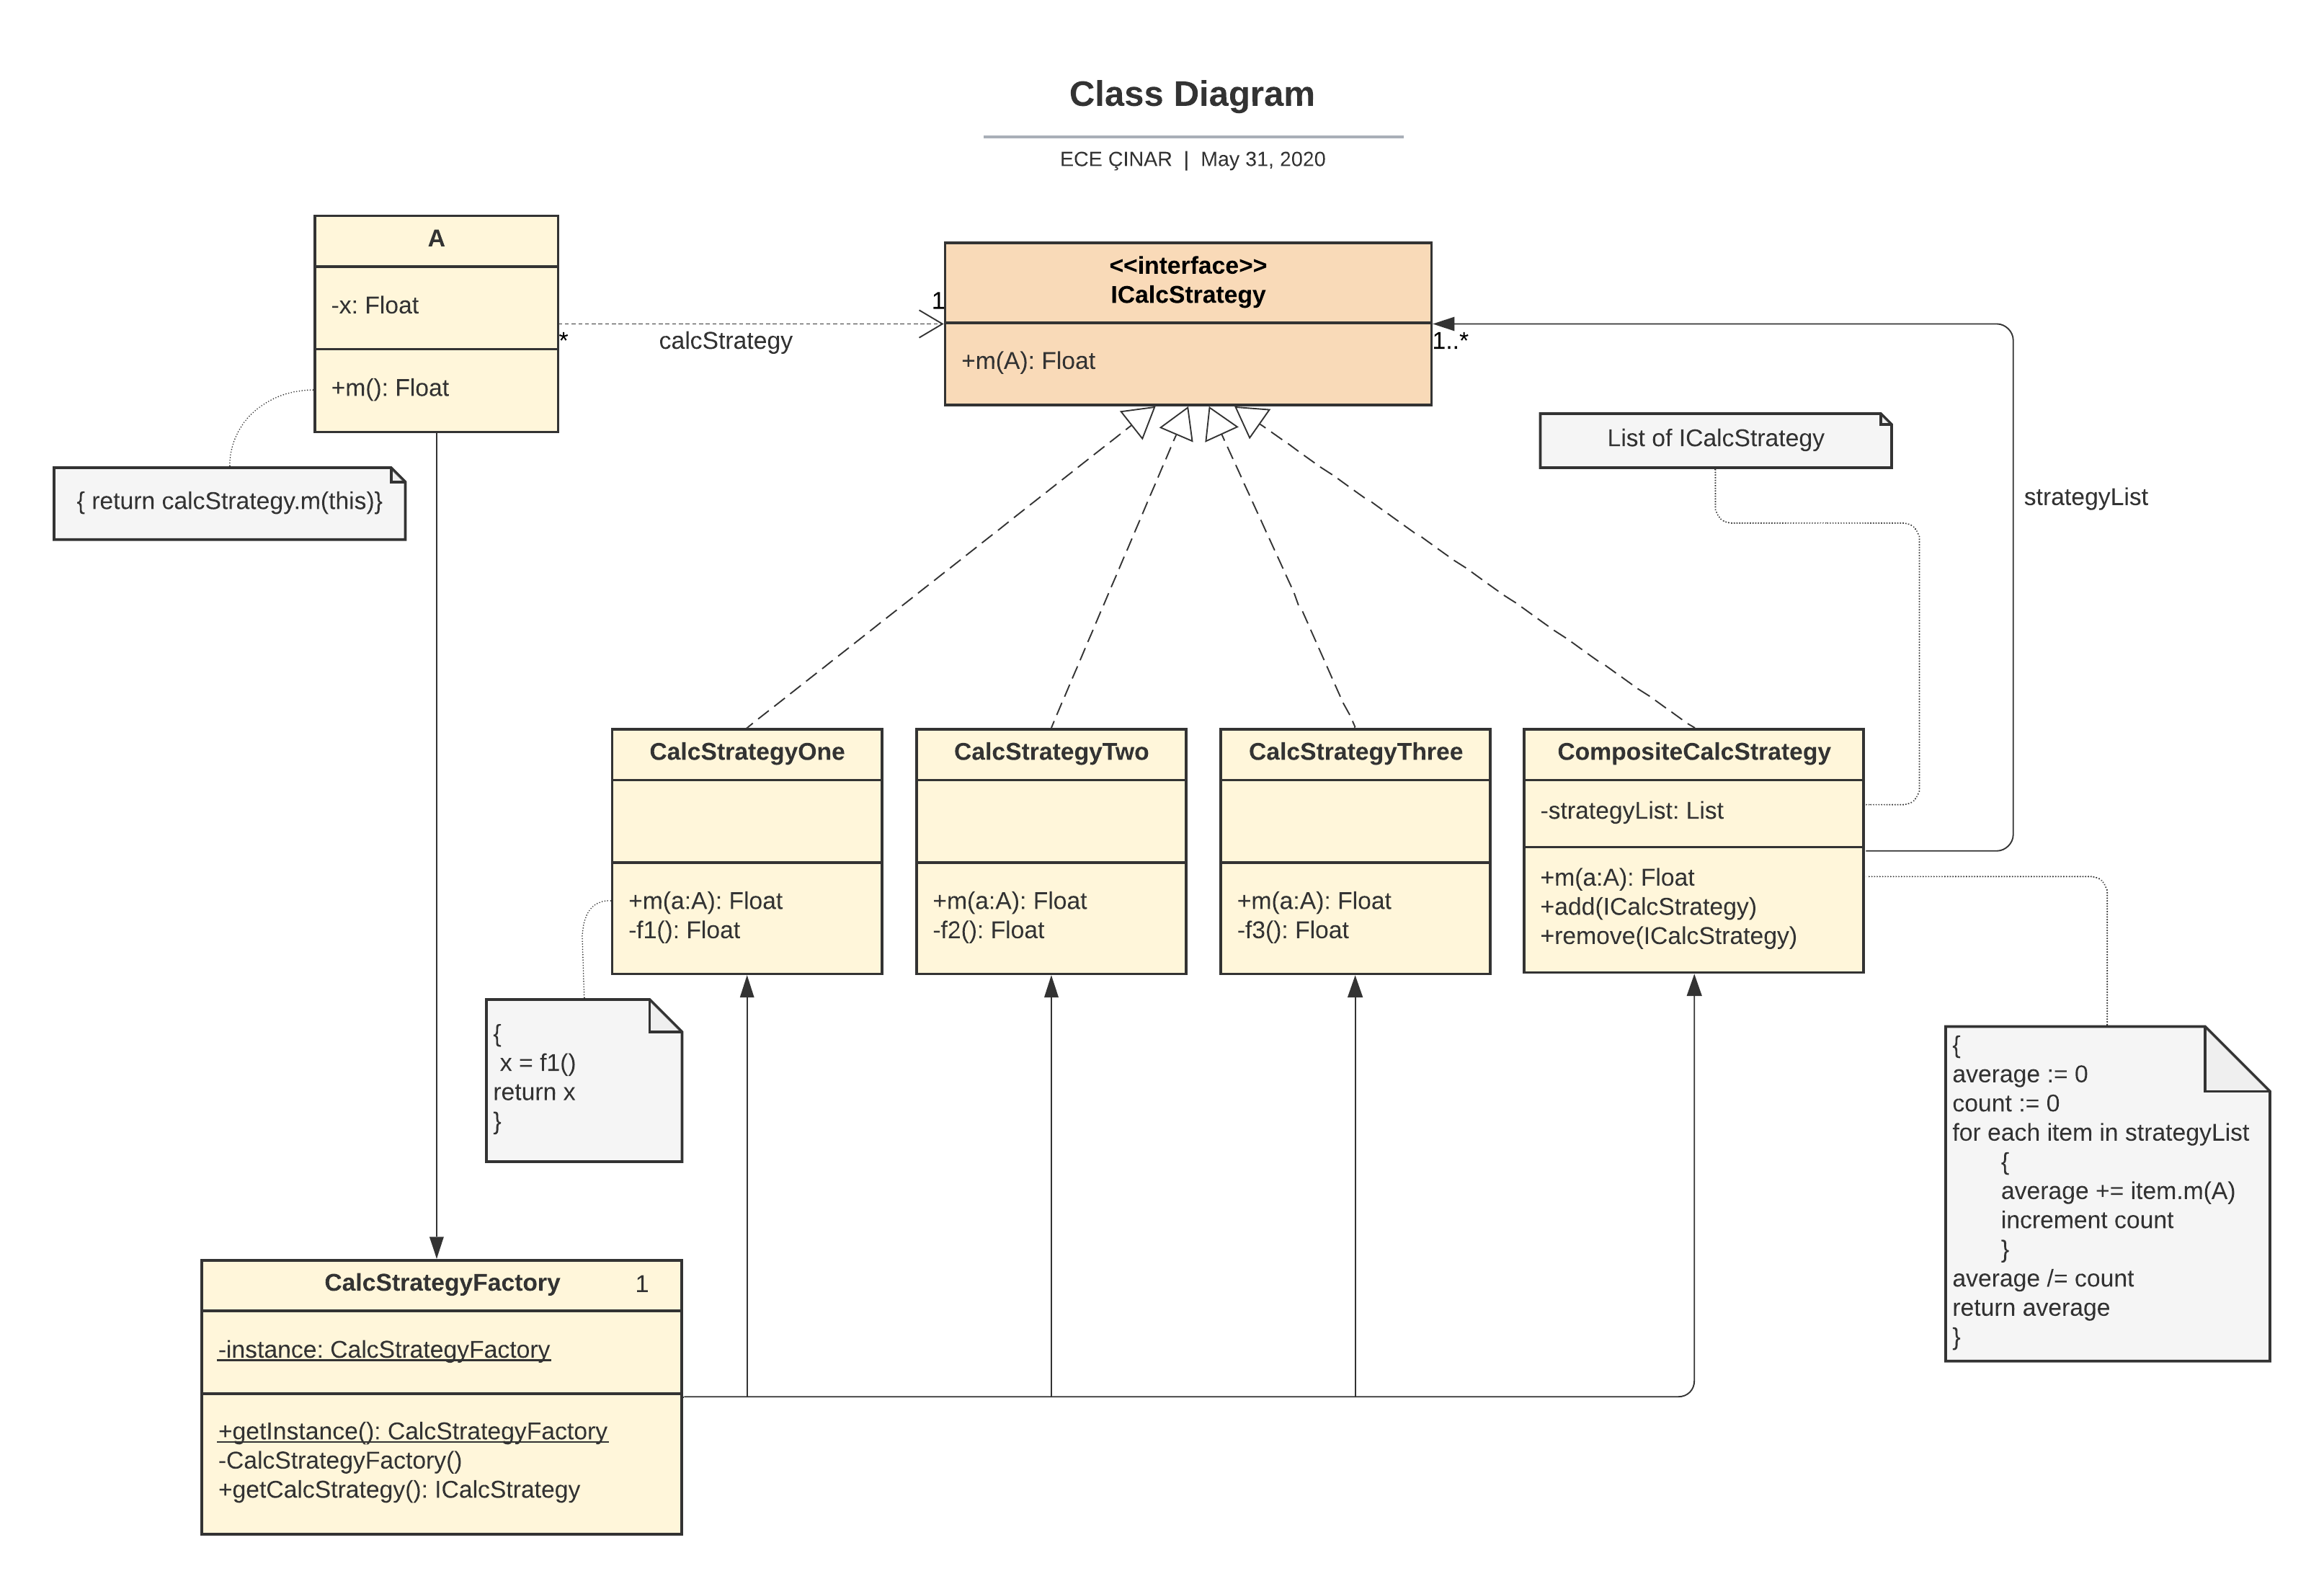 Class Diagram
ECE ÇINAR | May 31, 2020
A
-x: Float
+m(): Float
*
calcStrategy
1
<<interface>>
ICalcStrategy
+m(A): Float
1..*
{ return calcStrategy.m(this)}
List of ICalcStrategy
strategyList
CalcStrategyOne
+m(a:A): Float
-f1(): Float
CalcStrategyTwo
+m(a:A): Float
-f2(): Float
CalcStrategyThree
+m(a:A): Float
-f3(): Float
CompositeCalcStrategy
-strategyList: List
+m(a:A): Float
+add(ICalcStrategy)
+remove(ICalcStrategy)
{
x = f1()
return x
}
{
average := 0
count := 0
for each item in strategyList
{
average += item.m(A)
increment count
}
average /= count
return average
}
CalcStrategyFactory 1
-instance: CalcStrategyFactory
+getInstance(): CalcStrategyFactory
-CalcStrategyFactory()
+getCalcStrategy(): ICalcStrategy